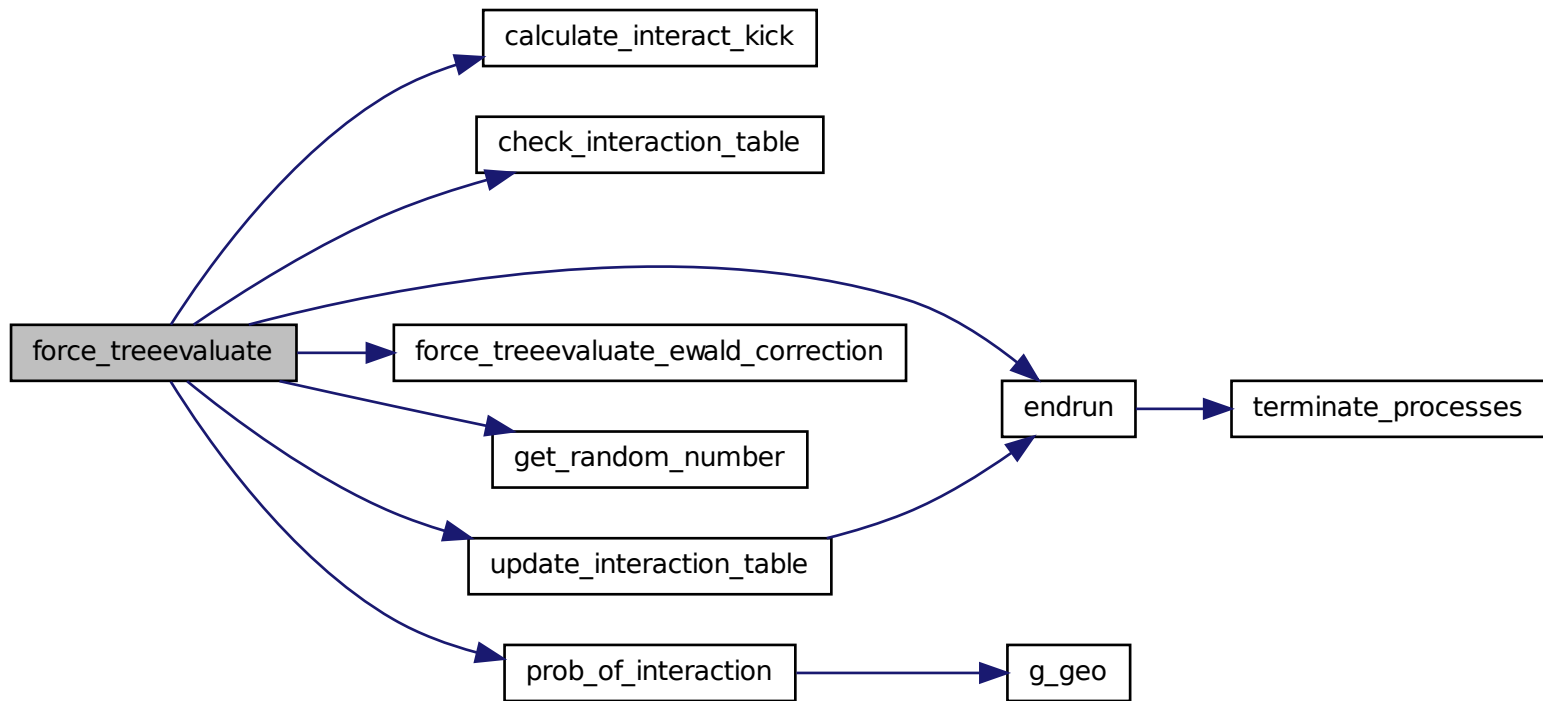 calculate_interact_kick
check_interaction_table
force_treeevaluate
force_treeevaluate_ewald_correction
endrun
terminate_processes
get_random_number
update_interaction_table
prob_of_interaction
g_geo